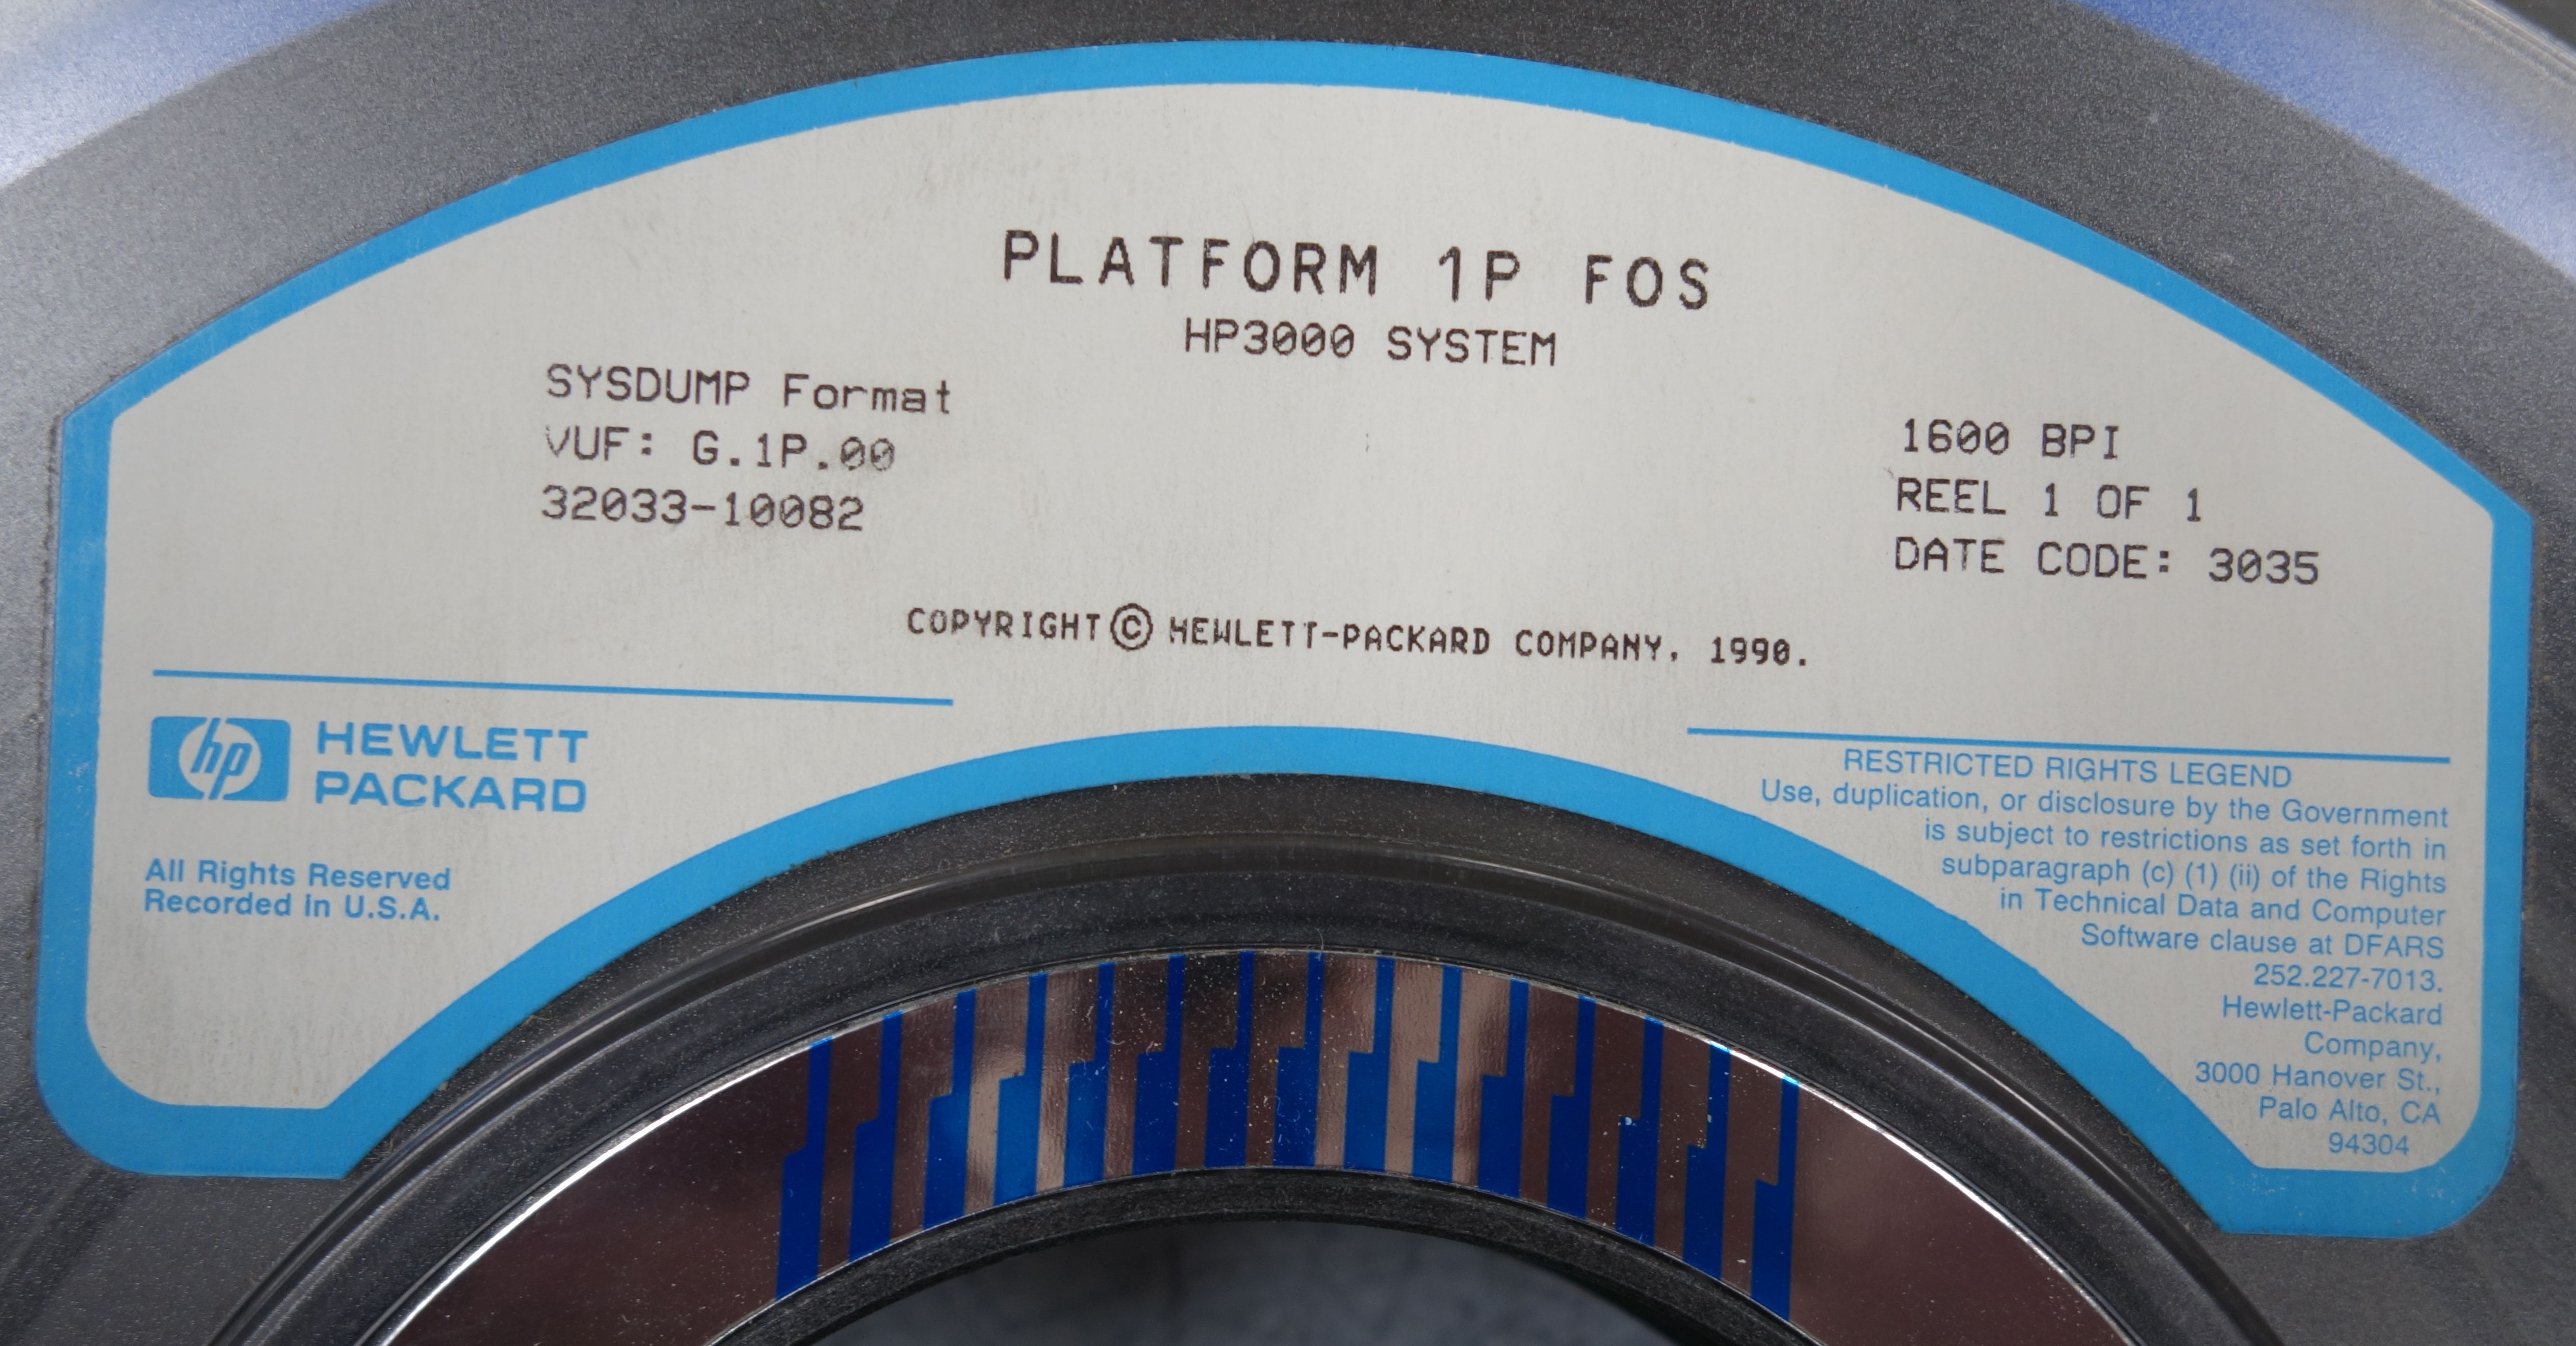 PLATFORM 1P FOS
HP3000 SYSTEM
SYSDUMP Format
VUF: G.1P.00
32033-10082
1600 BPI
REEL 1 OF 1
DATE CODE: 3035
COPYRIGHT © HEWLETT-PACKARD COMPANY, 1990.
hp HEWLETT
PACKARD
All Rights Reserved
Recorded in U.S.A.
RESTRICTED RIGHTS LEGEND
Use, duplication, or disclosure by the Government
is subject to restrictions as set forth in
subparagraph (c) (1) (ii) of the Rights
in Technical Data and Computer
Software clause at DFARS
252.227-7013.
Hewlett-Packard
Company,
3000 Hanover St.,
Palo Alto, CA
94304